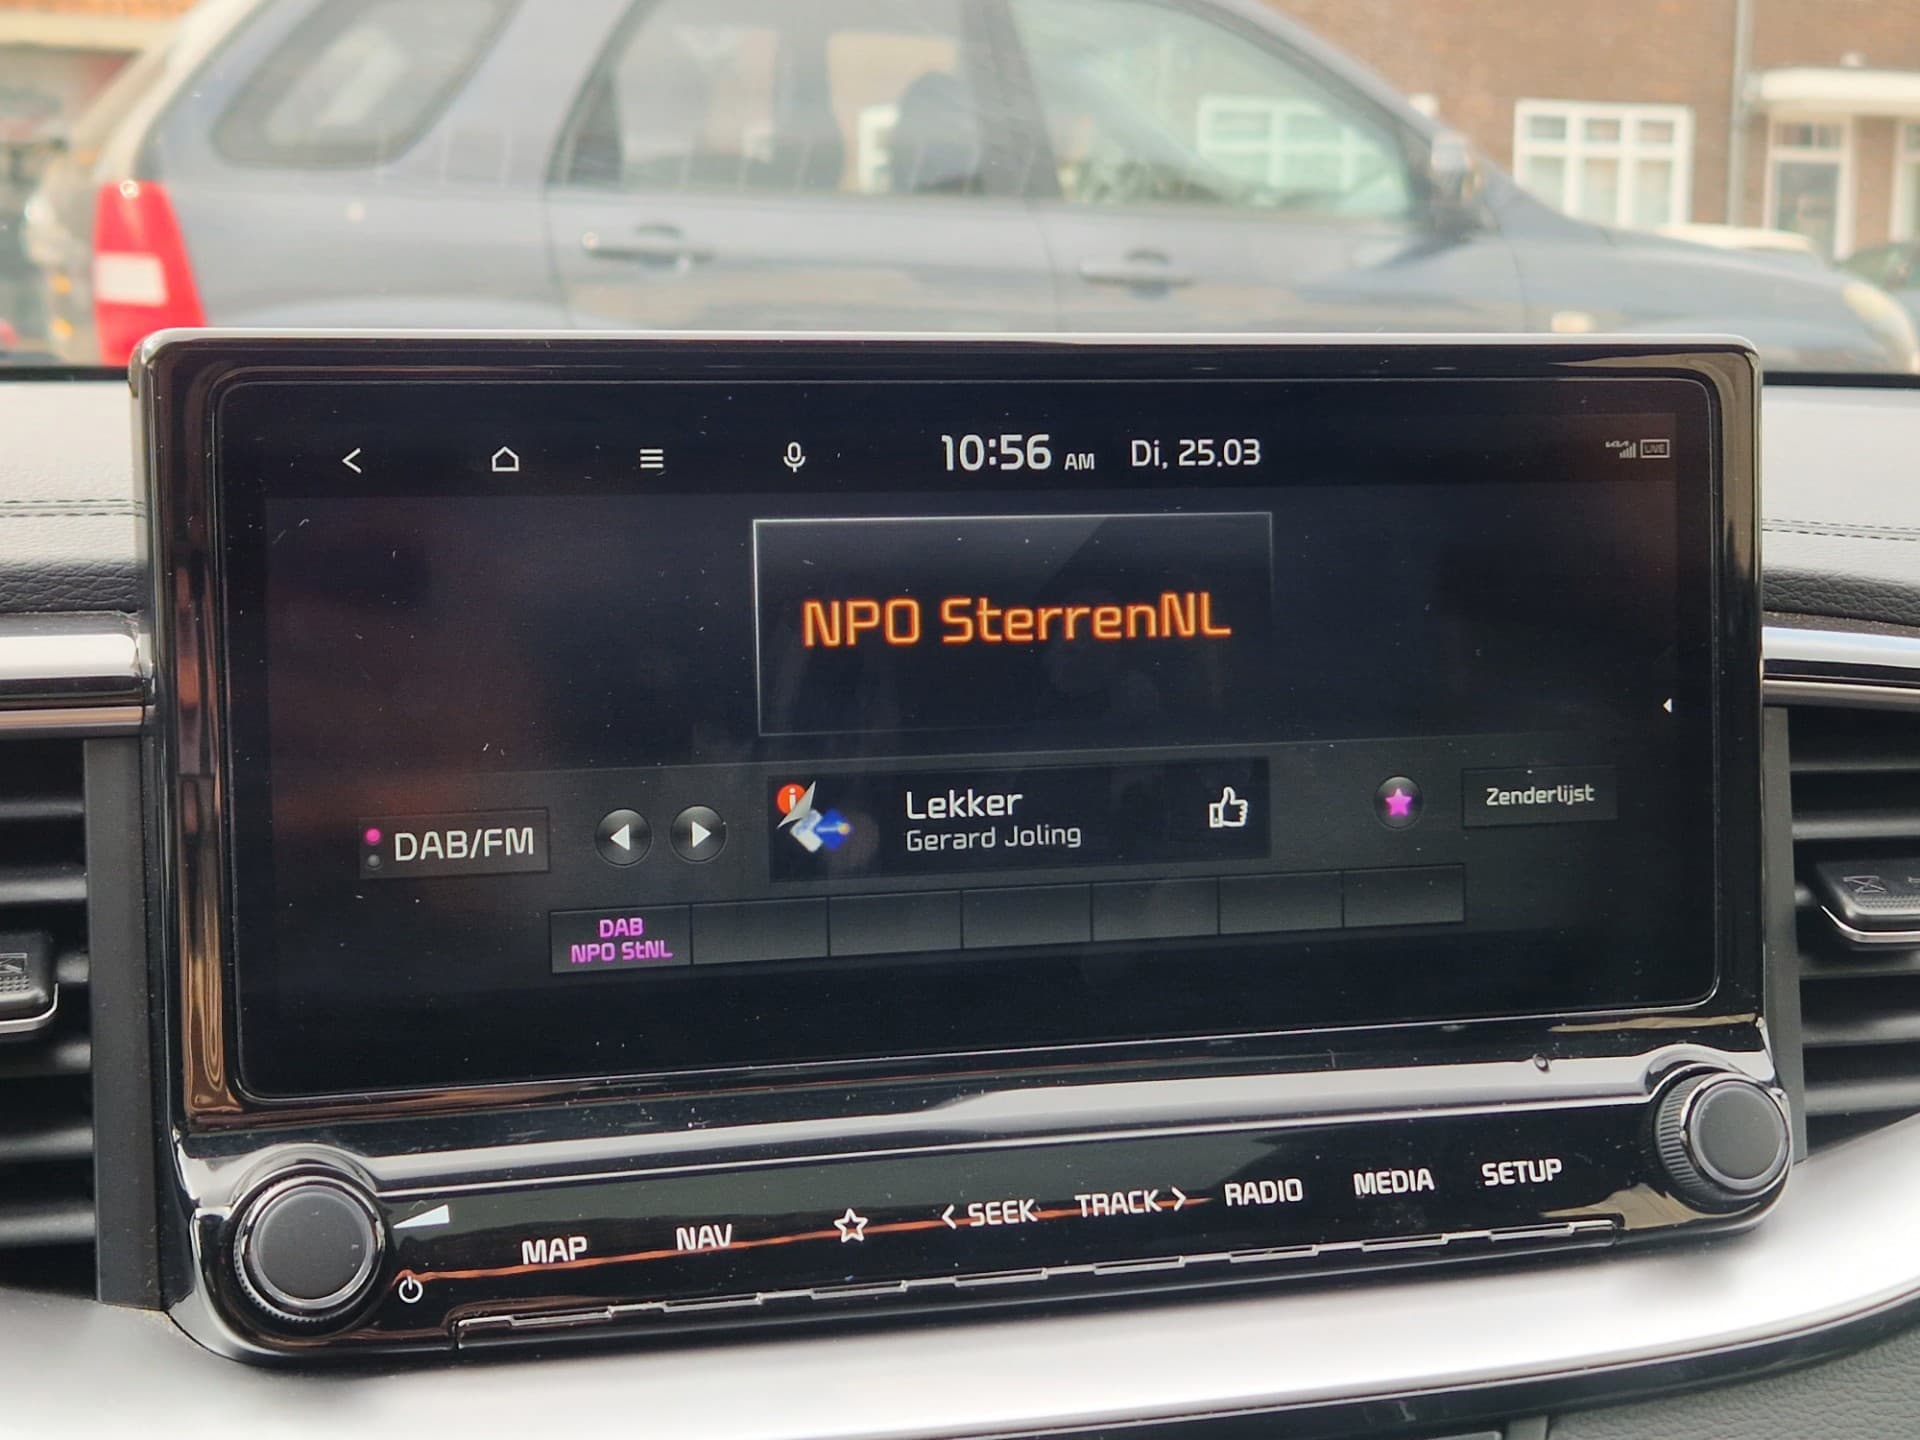 10:56 AM Di, 25.03
LIVE
NPO SterrenNL
DAB/FM
Lekker
Gerard Joling
Zenderlijst
DAB
NPO StNL
MAP NAV < SEEK TRACK > RADIO MEDIA SETUP